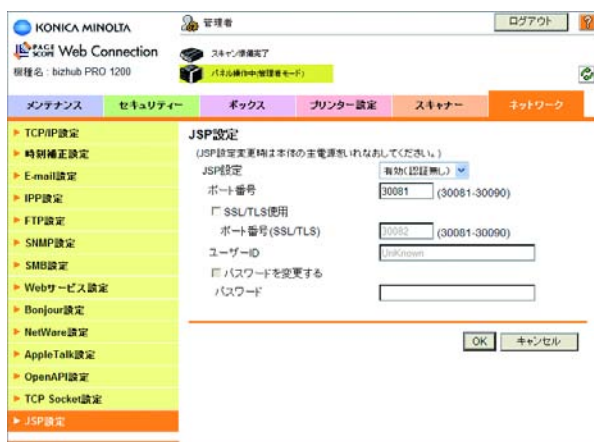 KONICA MINOLTA
管理者
ログアウト
?
PAGE SCOPE Web Connection
スキャン準備完了
機種名 : bizhub PRO 1200
パネル操作中(管理者モード)
メンテナンス
セキュリティー
ボックス
プリンター設定
スキャナー
ネットワーク
TCP/IP設定
時刻補正設定
E-mail設定
IPP設定
FTP設定
SNMP設定
SMB設定
Webサービス設定
Bonjour設定
NetWare設定
AppleTalk設定
OpenAPI設定
TCP Socket設定
JSP設定
JSP設定
(JSP設定変更時は本体の主電源をいれなおしてください。)
JSP設定 有効(認証無し)
ポート番号 30081 (30081-30090)
SSL/TLS使用
ポート番号(SSL/TLS) 30082 (30081-30090)
ユーザーID UnKnown
パスワードを変更する
パスワード
OK キャンセル